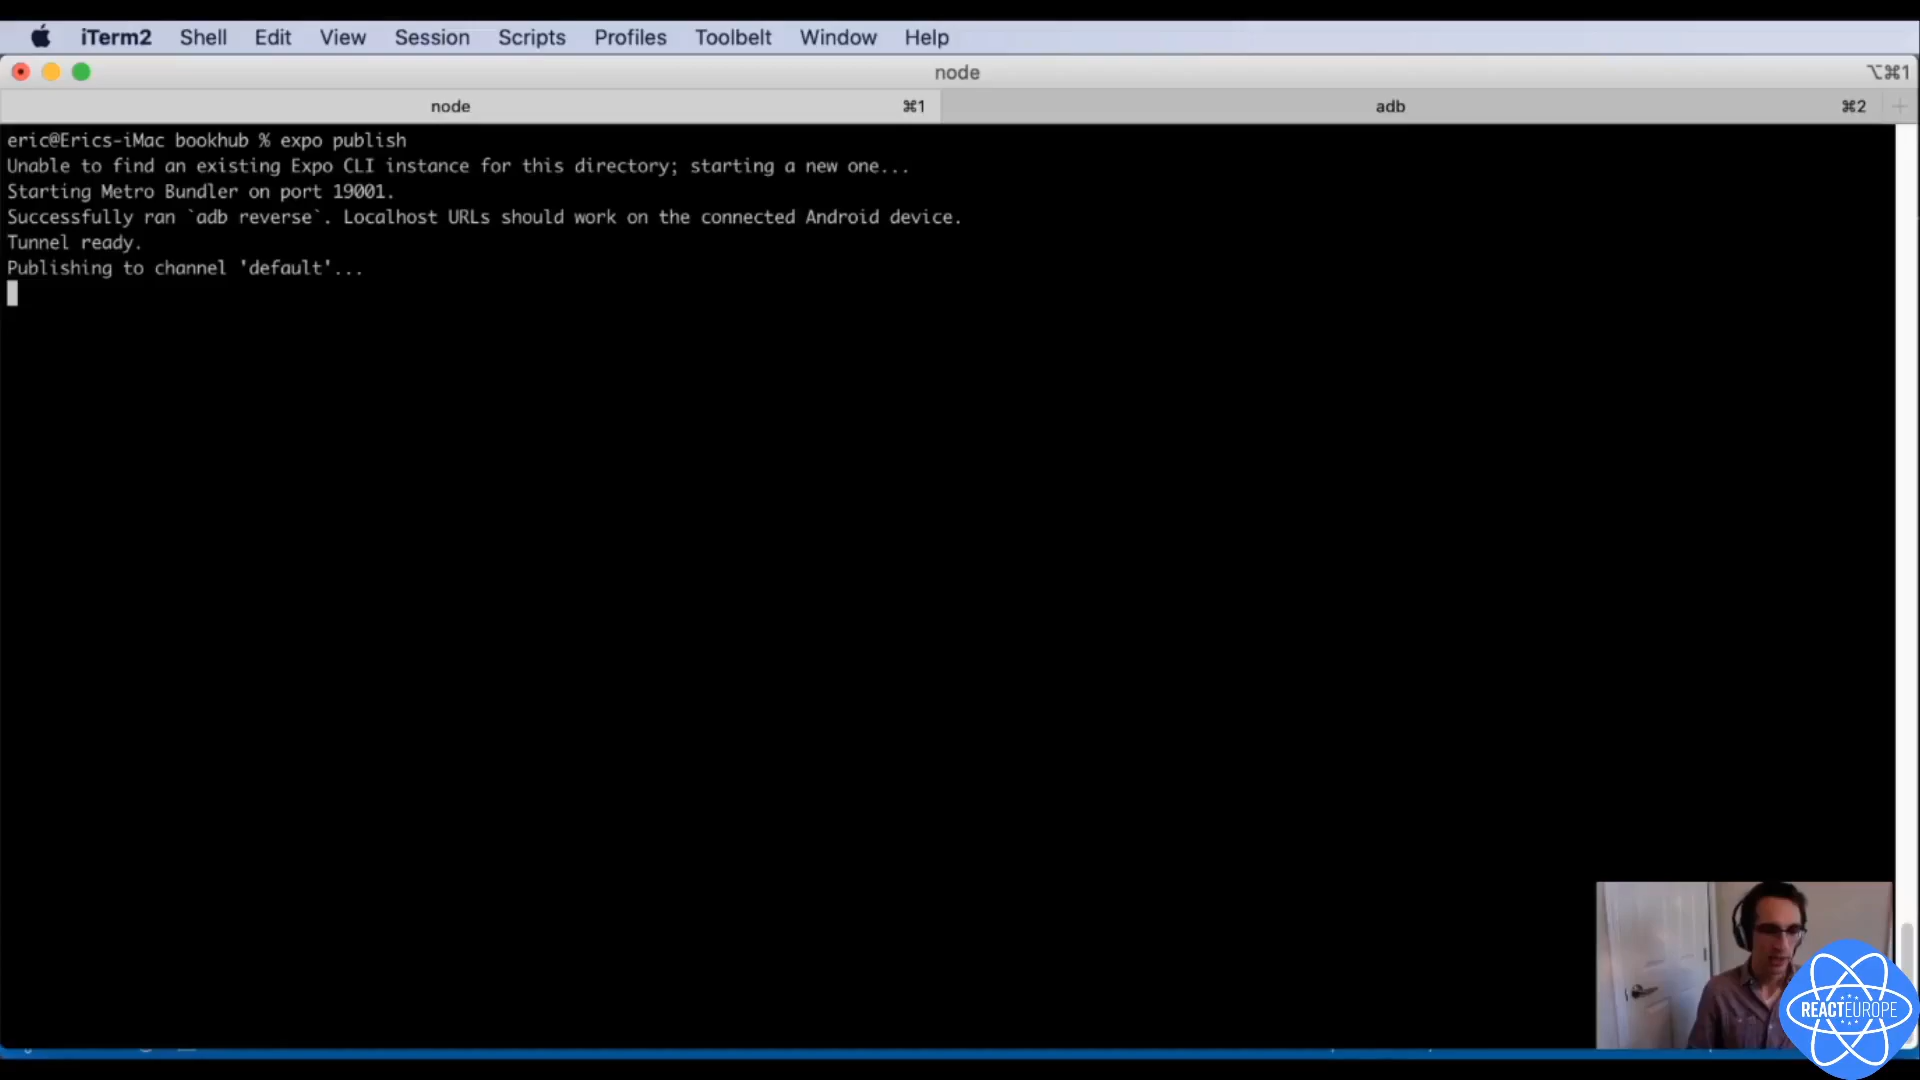 iTerm2 Shell Edit View Session Scripts Profiles Toolbelt Window Help
node ⌥⌘1
node ⌘1 adb ⌘2 +
eric@Erics-iMac bookhub % expo publish
Unable to find an existing Expo CLI instance for this directory; starting a new one...
Starting Metro Bundler on port 19001.
Successfully ran `adb reverse`. Localhost URLs should work on the connected Android device.
Tunnel ready.
Publishing to channel 'default'...
REACTEUROPE